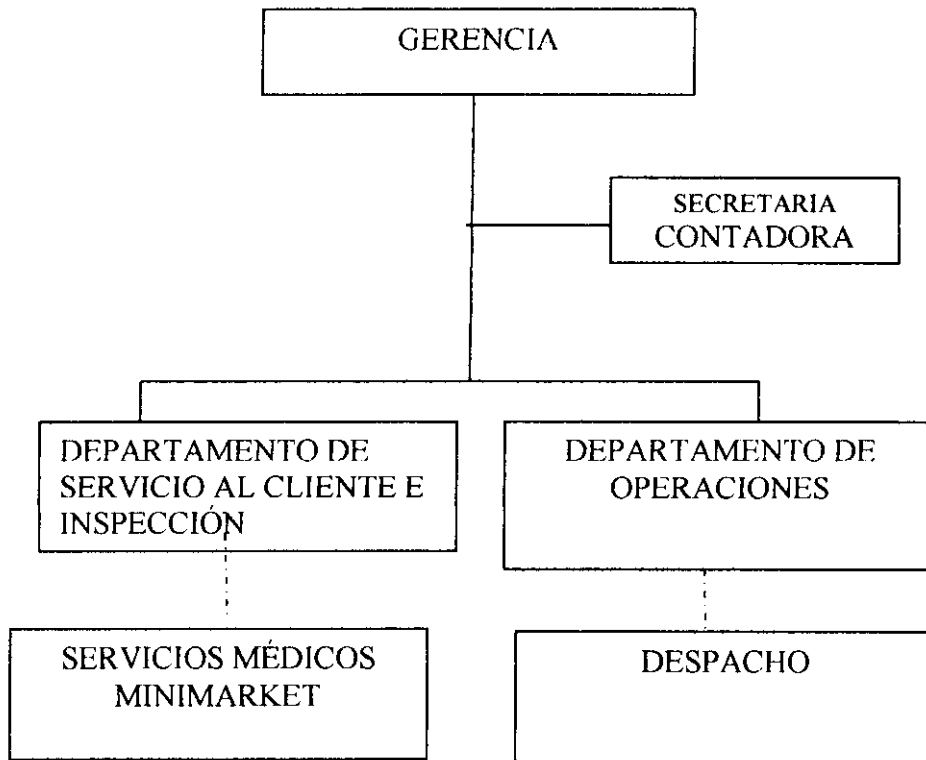 GERENCIA
SECRETARIA
CONTADORA
DEPARTAMENTO DE
SERVICIO AL CLIENTE E
INSPECCIÓN
DEPARTAMENTO DE
OPERACIONES
SERVICIOS MÉDICOS
MINIMARKET
DESPACHO